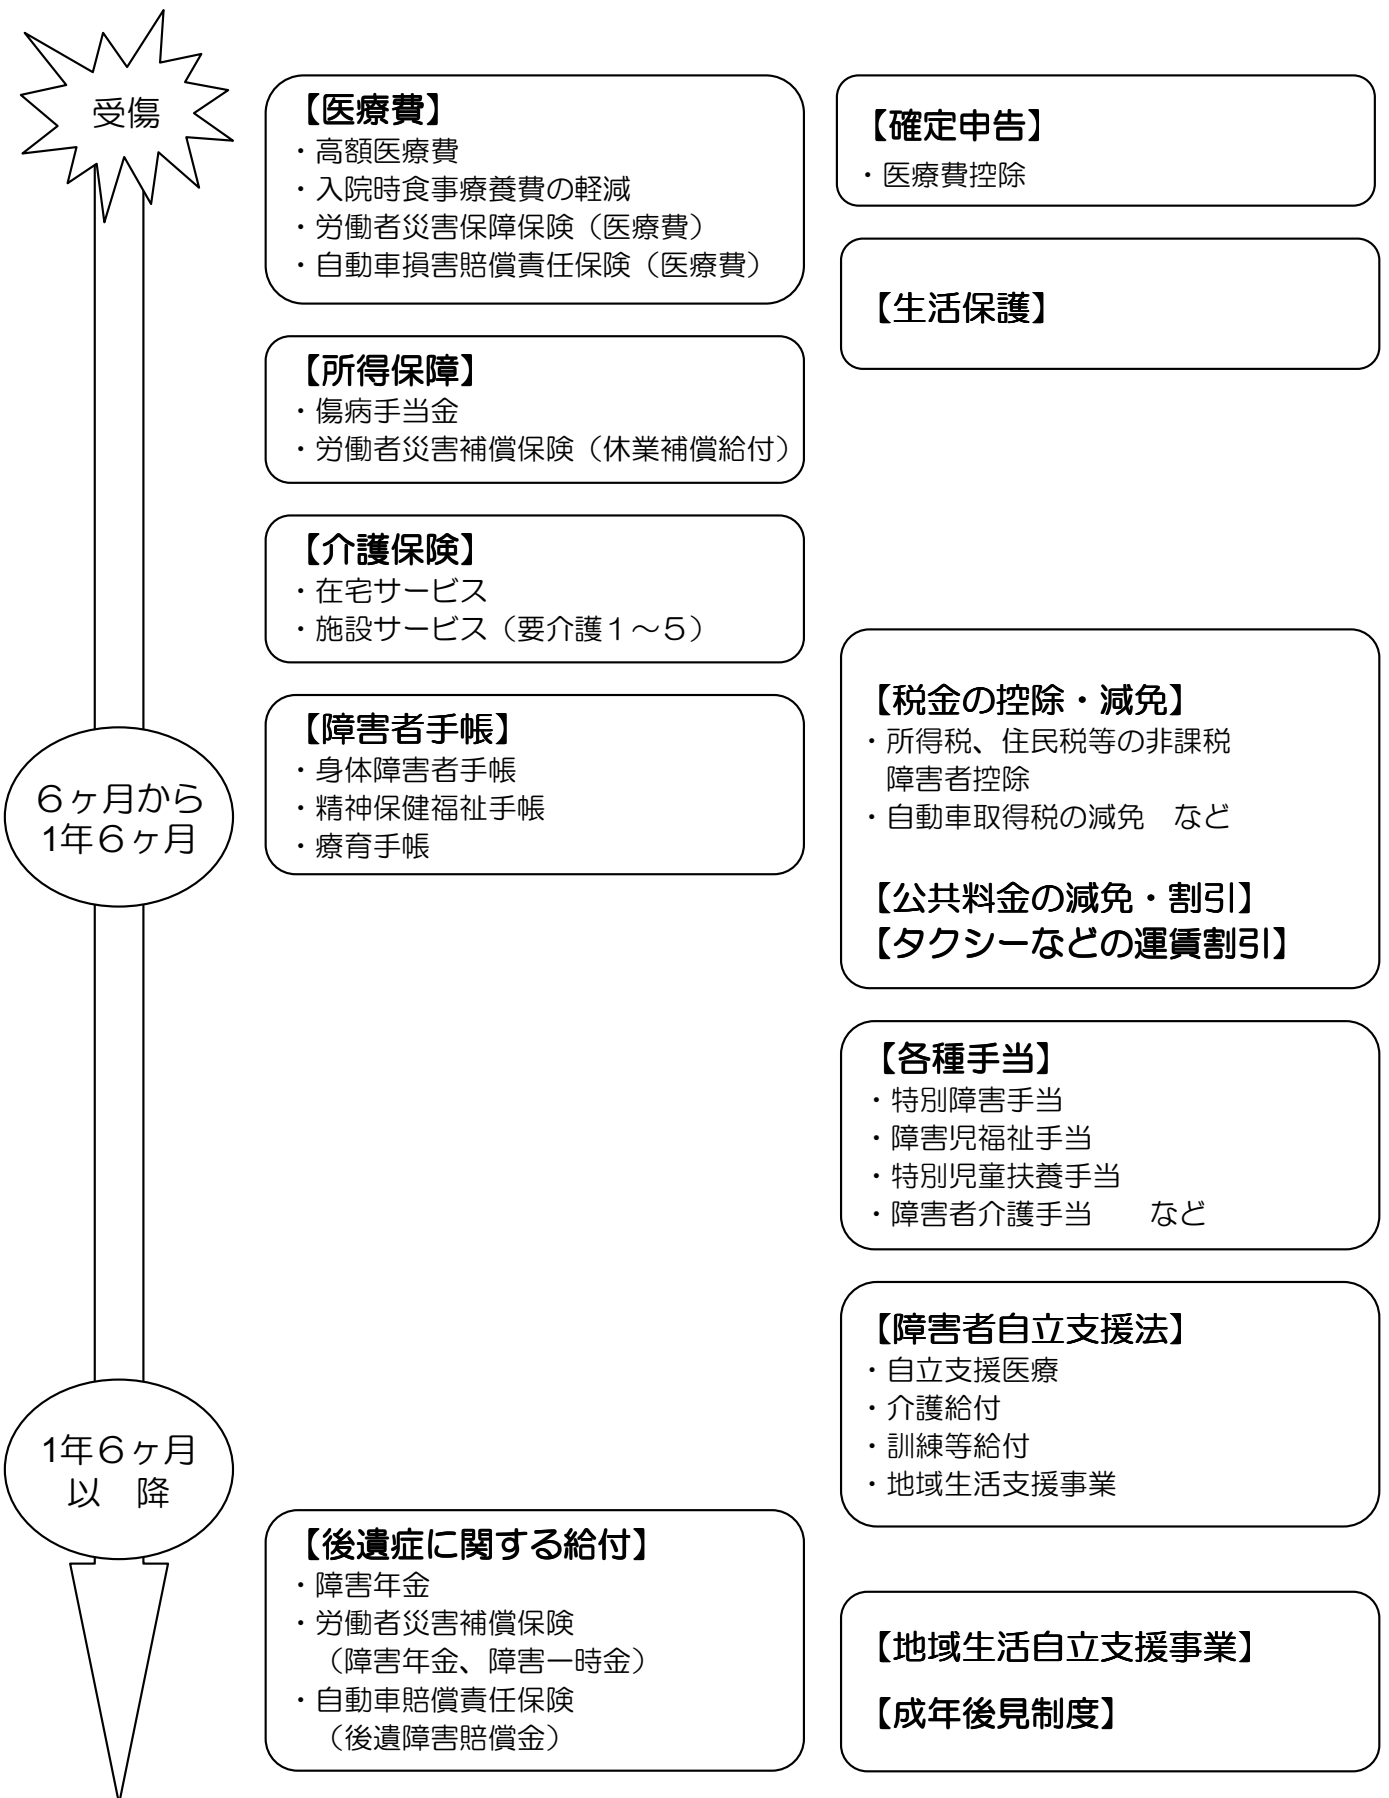 受傷
【医療費】
・高額医療費
・入院時食事療養費の軽減
・労働者災害保障保険（医療費）
・自動車損害賠償責任保険（医療費）
【確定申告】
・医療費控除
【生活保護】
【所得保障】
・傷病手当金
・労働者災害補償保険（休業補償給付）
【介護保険】
・在宅サービス
・施設サービス（要介護１～５）
６ヶ月から
1年６ヶ月
【障害者手帳】
・身体障害者手帳
・精神保健福祉手帳
・療育手帳
【税金の控除・減免】
・所得税、住民税等の非課税
障害者控除
・自動車取得税の減免　など
【公共料金の減免・割引】
【タクシーなどの運賃割引】
【各種手当】
・特別障害手当
・障害児福祉手当
・特別児童扶養手当
・障害者介護手当　　など
【障害者自立支援法】
・自立支援医療
・介護給付
・訓練等給付
・地域生活支援事業
1年６ヶ月
以　降
【後遺症に関する給付】
・障害年金
・労働者災害補償保険
（障害年金、障害一時金）
・自動車賠償責任保険
（後遺障害賠償金）
【地域生活自立支援事業】
【成年後見制度】